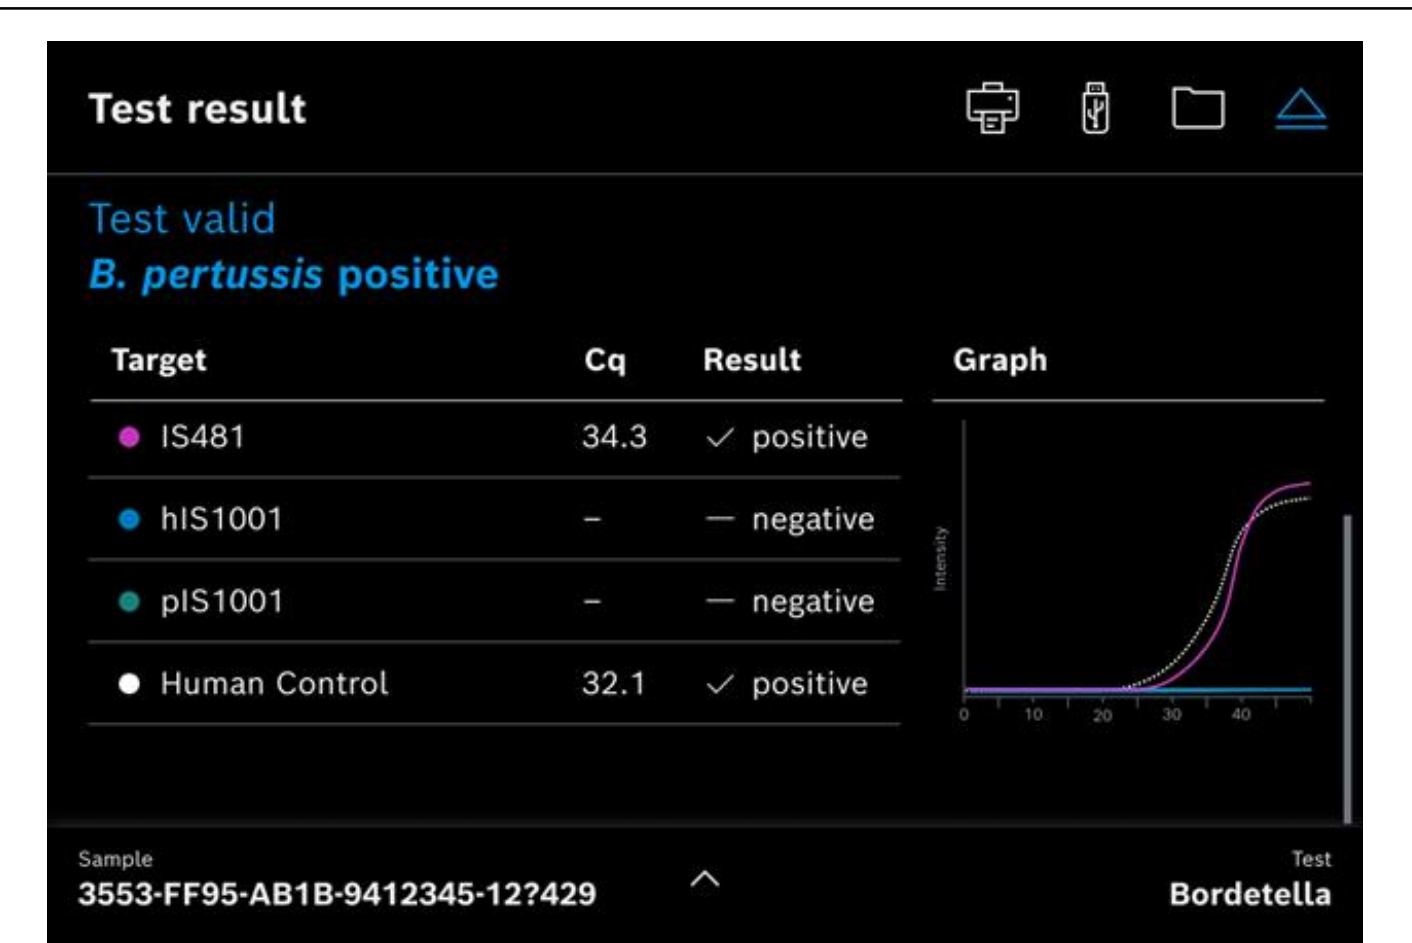 Test result
Test valid
B. pertussis positive
Target Cq Result Graph
IS481 34.3 positive
hIS1001 – — negative
pIS1001 – — negative
Human Control 32.1 positive
Intensity
0 10 20 30 40
Sample
3553-FF95-AB1B-9412345-12?429
Test
Bordetella